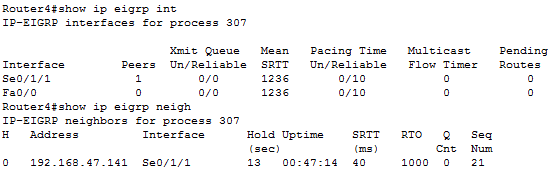 Router4#show ip eigrp int
IP-EIGRP interfaces for process 307
Xmit Queue Mean Pacing Time Multicast Pending
Interface Peers Un/Reliable SRTT Un/Reliable Flow Timer Routes
Se0/1/1 1 0/0 1236 0/10 0 0
Fa0/0 0 0/0 1236 0/10 0 0
Router4#show ip eigrp neigh
IP-EIGRP neighbors for process 307
H Address Interface Hold Uptime SRTT RTO Q Seq
(sec) (ms) Cnt Num
0 192.168.47.141 Se0/1/1 13 00:47:14 40 1000 0 21